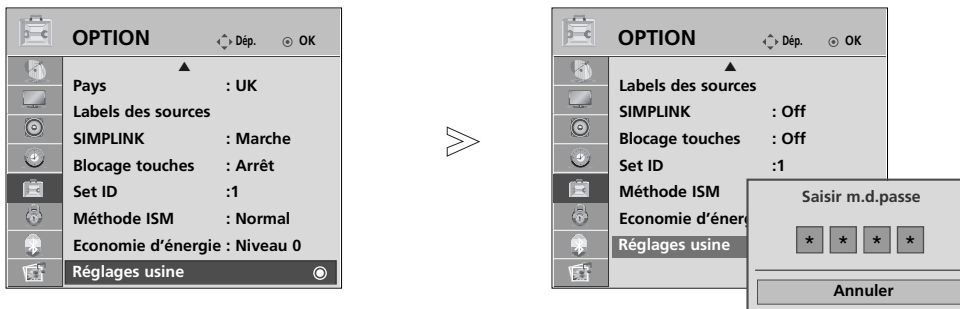 OPTION Dép. OK
Pays : UK
Labels des sources
SIMPLINK : Marche
Blocage touches : Arrêt
Set ID :1
Méthode ISM : Normal
Economie d'énergie : Niveau 0
Réglages usine
OPTION Dép. OK
Labels des sources
SIMPLINK : Off
Blocage touches : Off
Set ID :1
Méthode ISM
Economie d'énerg
Réglages usine
Saisir m.d.passe
* * * *
Annuler